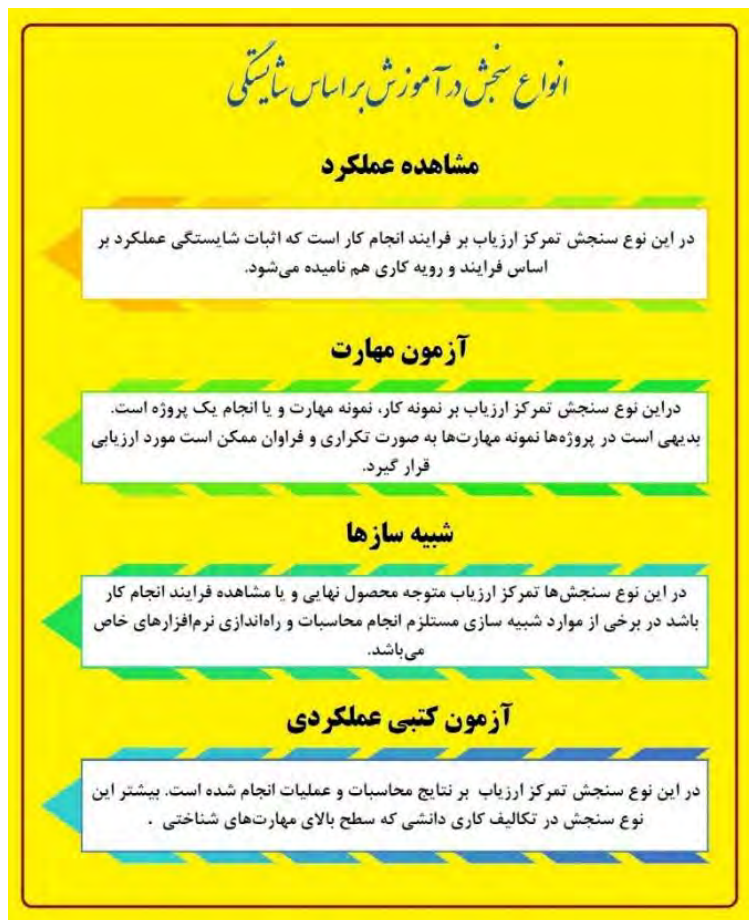 انواع سنجش در آموزش بر اساس شایستگی
مشاهده عملکرد
در این نوع سنجش تمرکز ارزیاب بر فرایند انجام کار است که اثبات شایستگی عملکرد بر
اساس فرایند و رویه کاری هم نامیده می‌شود.
آزمون مهارت
دراین نوع سنجش تمرکز ارزیاب بر نمونه کار، نمونه مهارت و یا انجام یک پروژه است.
بدیهی است در پروژه‌ها نمونه مهارت‌ها به صورت تکراری و فراوان ممکن است مورد ارزیابی
قرار گیرد.
شبیه سازها
در این نوع سنجش‌ها تمرکز ارزیاب متوجه محصول نهایی و یا مشاهده فرایند انجام کار
باشد در برخی از موارد شبیه سازی مستلزم انجام محاسبات و راه‌اندازی نرم‌افزارهای خاص
می‌باشد.
آزمون کتبی عملکردی
در این نوع سنجش تمرکز ارزیاب بر نتایج محاسبات و عملیات انجام شده است. بیشتر این
نوع سنجش در تکالیف کاری دانشی که سطح بالای مهارت‌های شناختی .